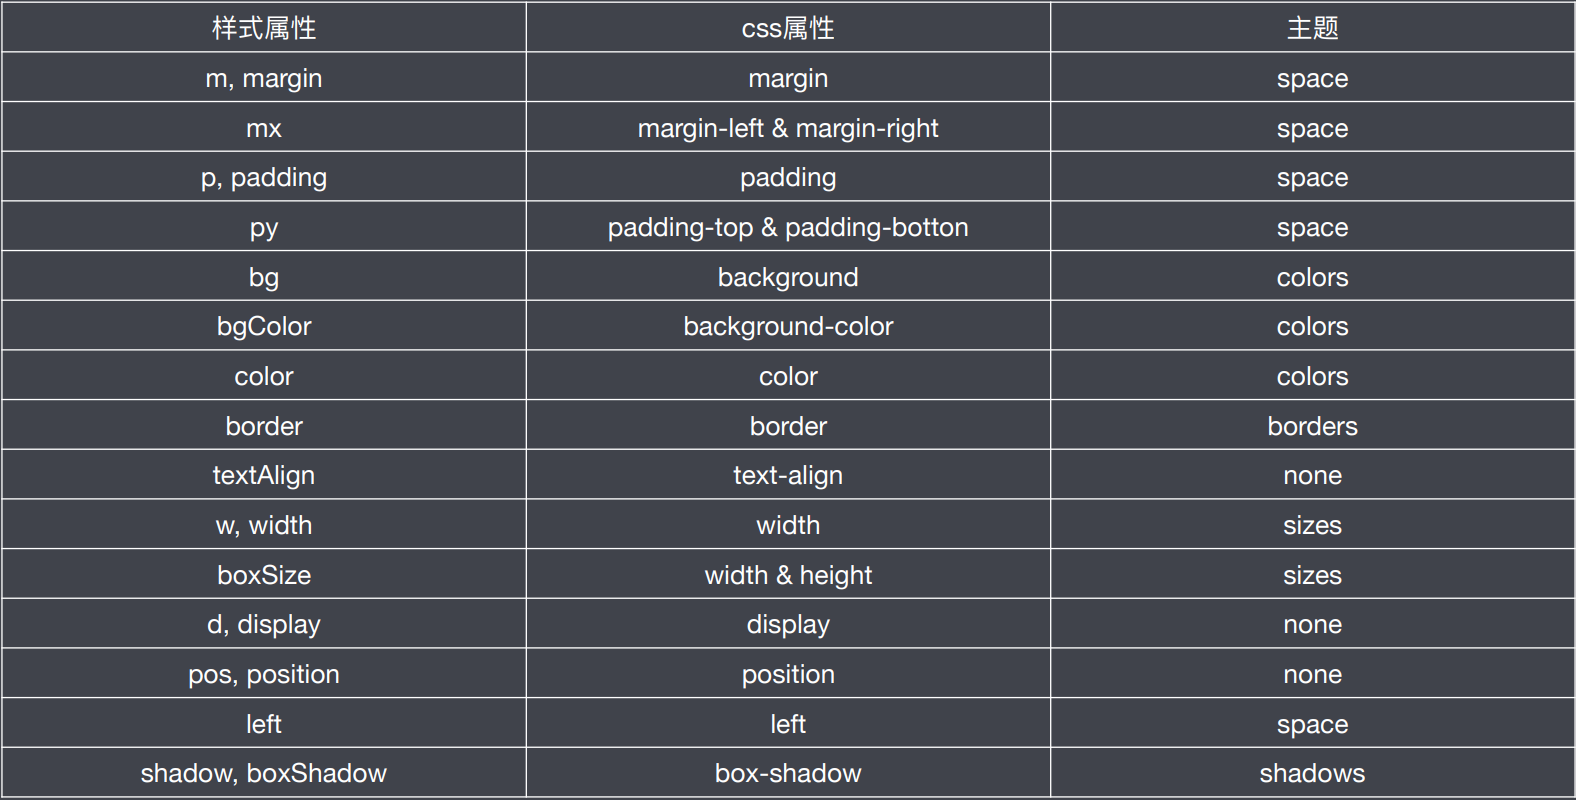 样式属性 css属性 主题
m, margin margin space
mx margin-left & margin-right space
p, padding padding space
py padding-top & padding-botton space
bg background colors
bgColor background-color colors
color color colors
border border borders
textAlign text-align none
w, width width sizes
boxSize width & height sizes
d, display display none
pos, position position none
left left space
shadow, boxShadow box-shadow shadows